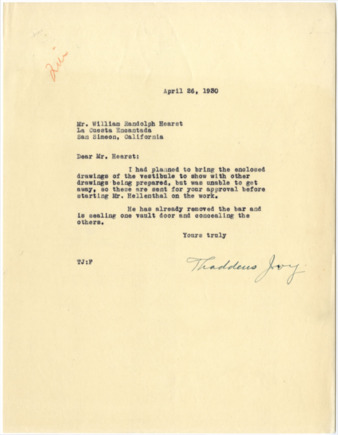 April 26, 1930
Mr. William Randolph Hearst
La Cuesta Encantada
San Simeon, California
Dear Mr. Hearst:
I had planned to bring the enclosed
drawings of the vestibule to show with other
drawings being prepared, but was unable to get
away, so these are sent for your approval before
starting Mr. Kellenthal on the work.
He has already removed the bar and
is sealing one vault door and concealing the
others.
Yours truly
Thaddeus Joy
TJ:F